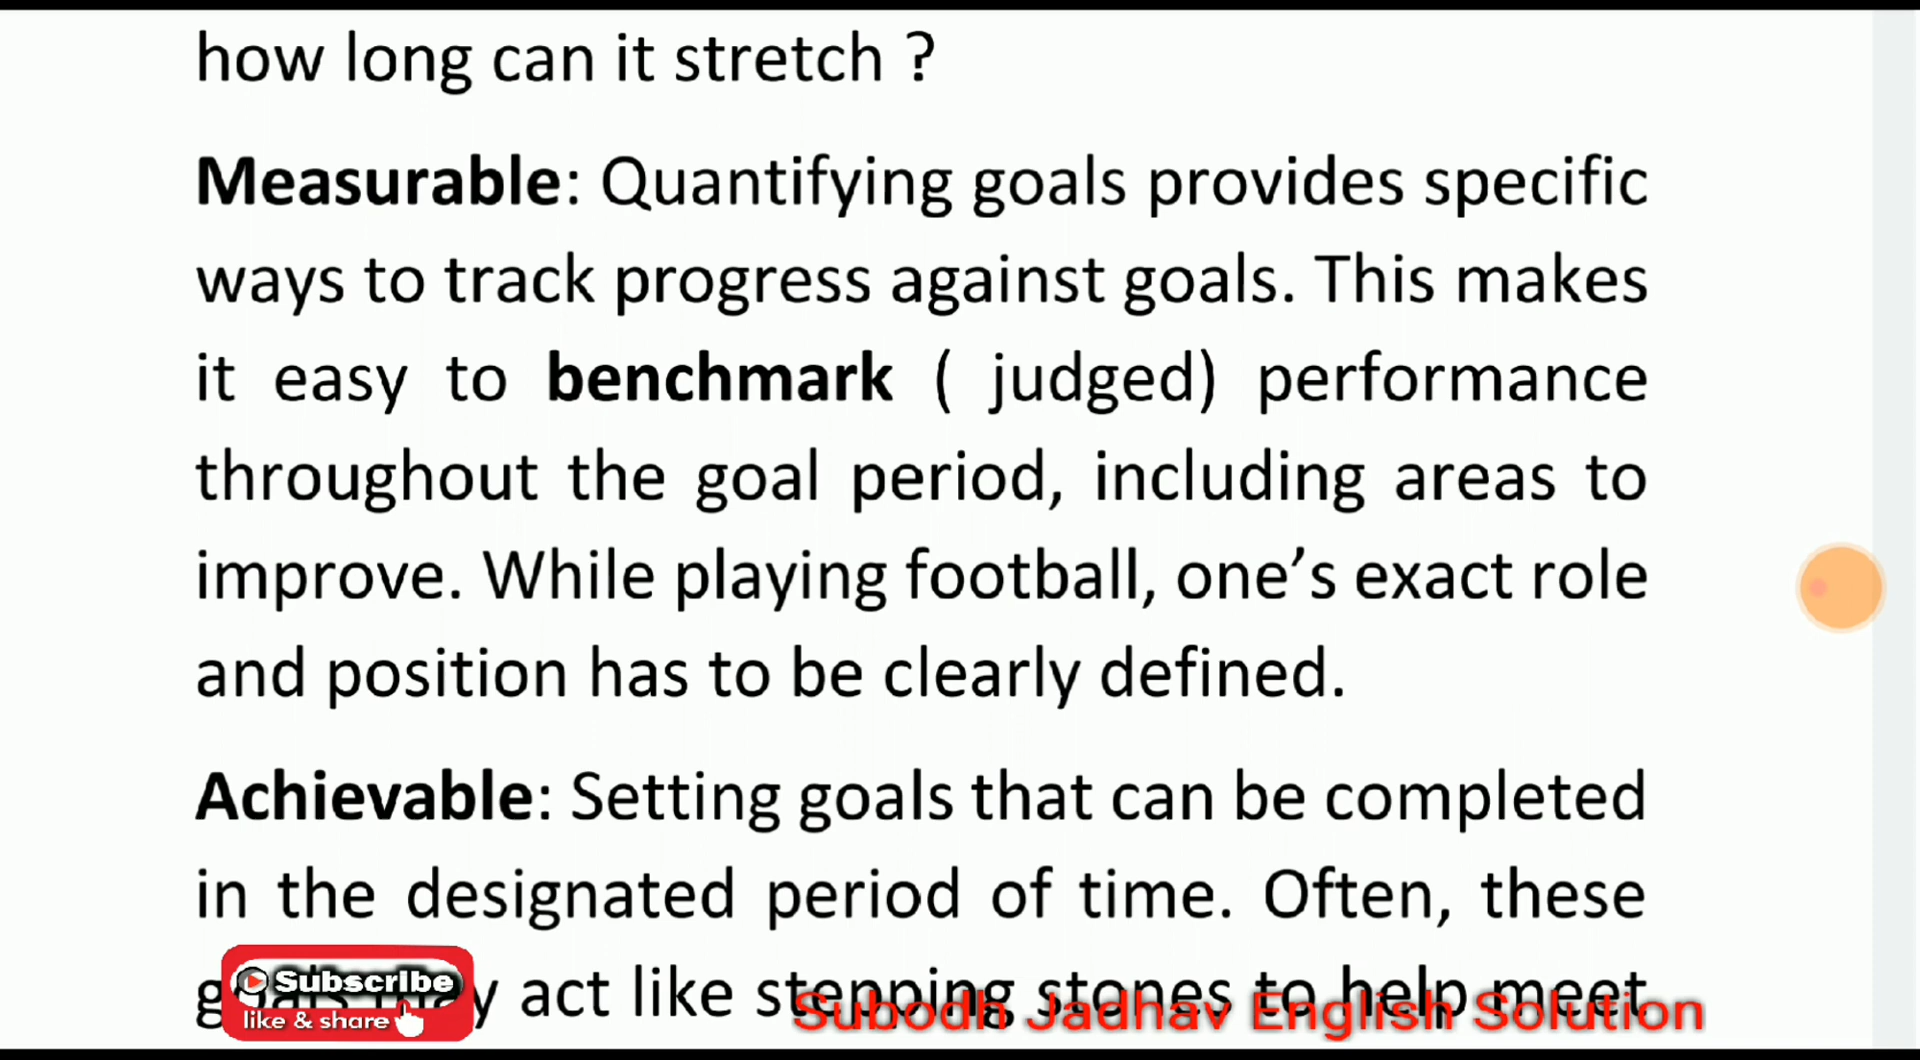 how long can it stretch ?
Measurable: Quantifying goals provides specific
ways to track progress against goals. This makes
it easy to benchmark ( judged) performance
throughout the goal period, including areas to
improve. While playing football, one’s exact role
and position has to be clearly defined.
Achievable: Setting goals that can be completed
in the designated period of time. Often, these
goals may act like stepping stones to help meet
Subscribe
like & share
Subodh Jadhav English Solution